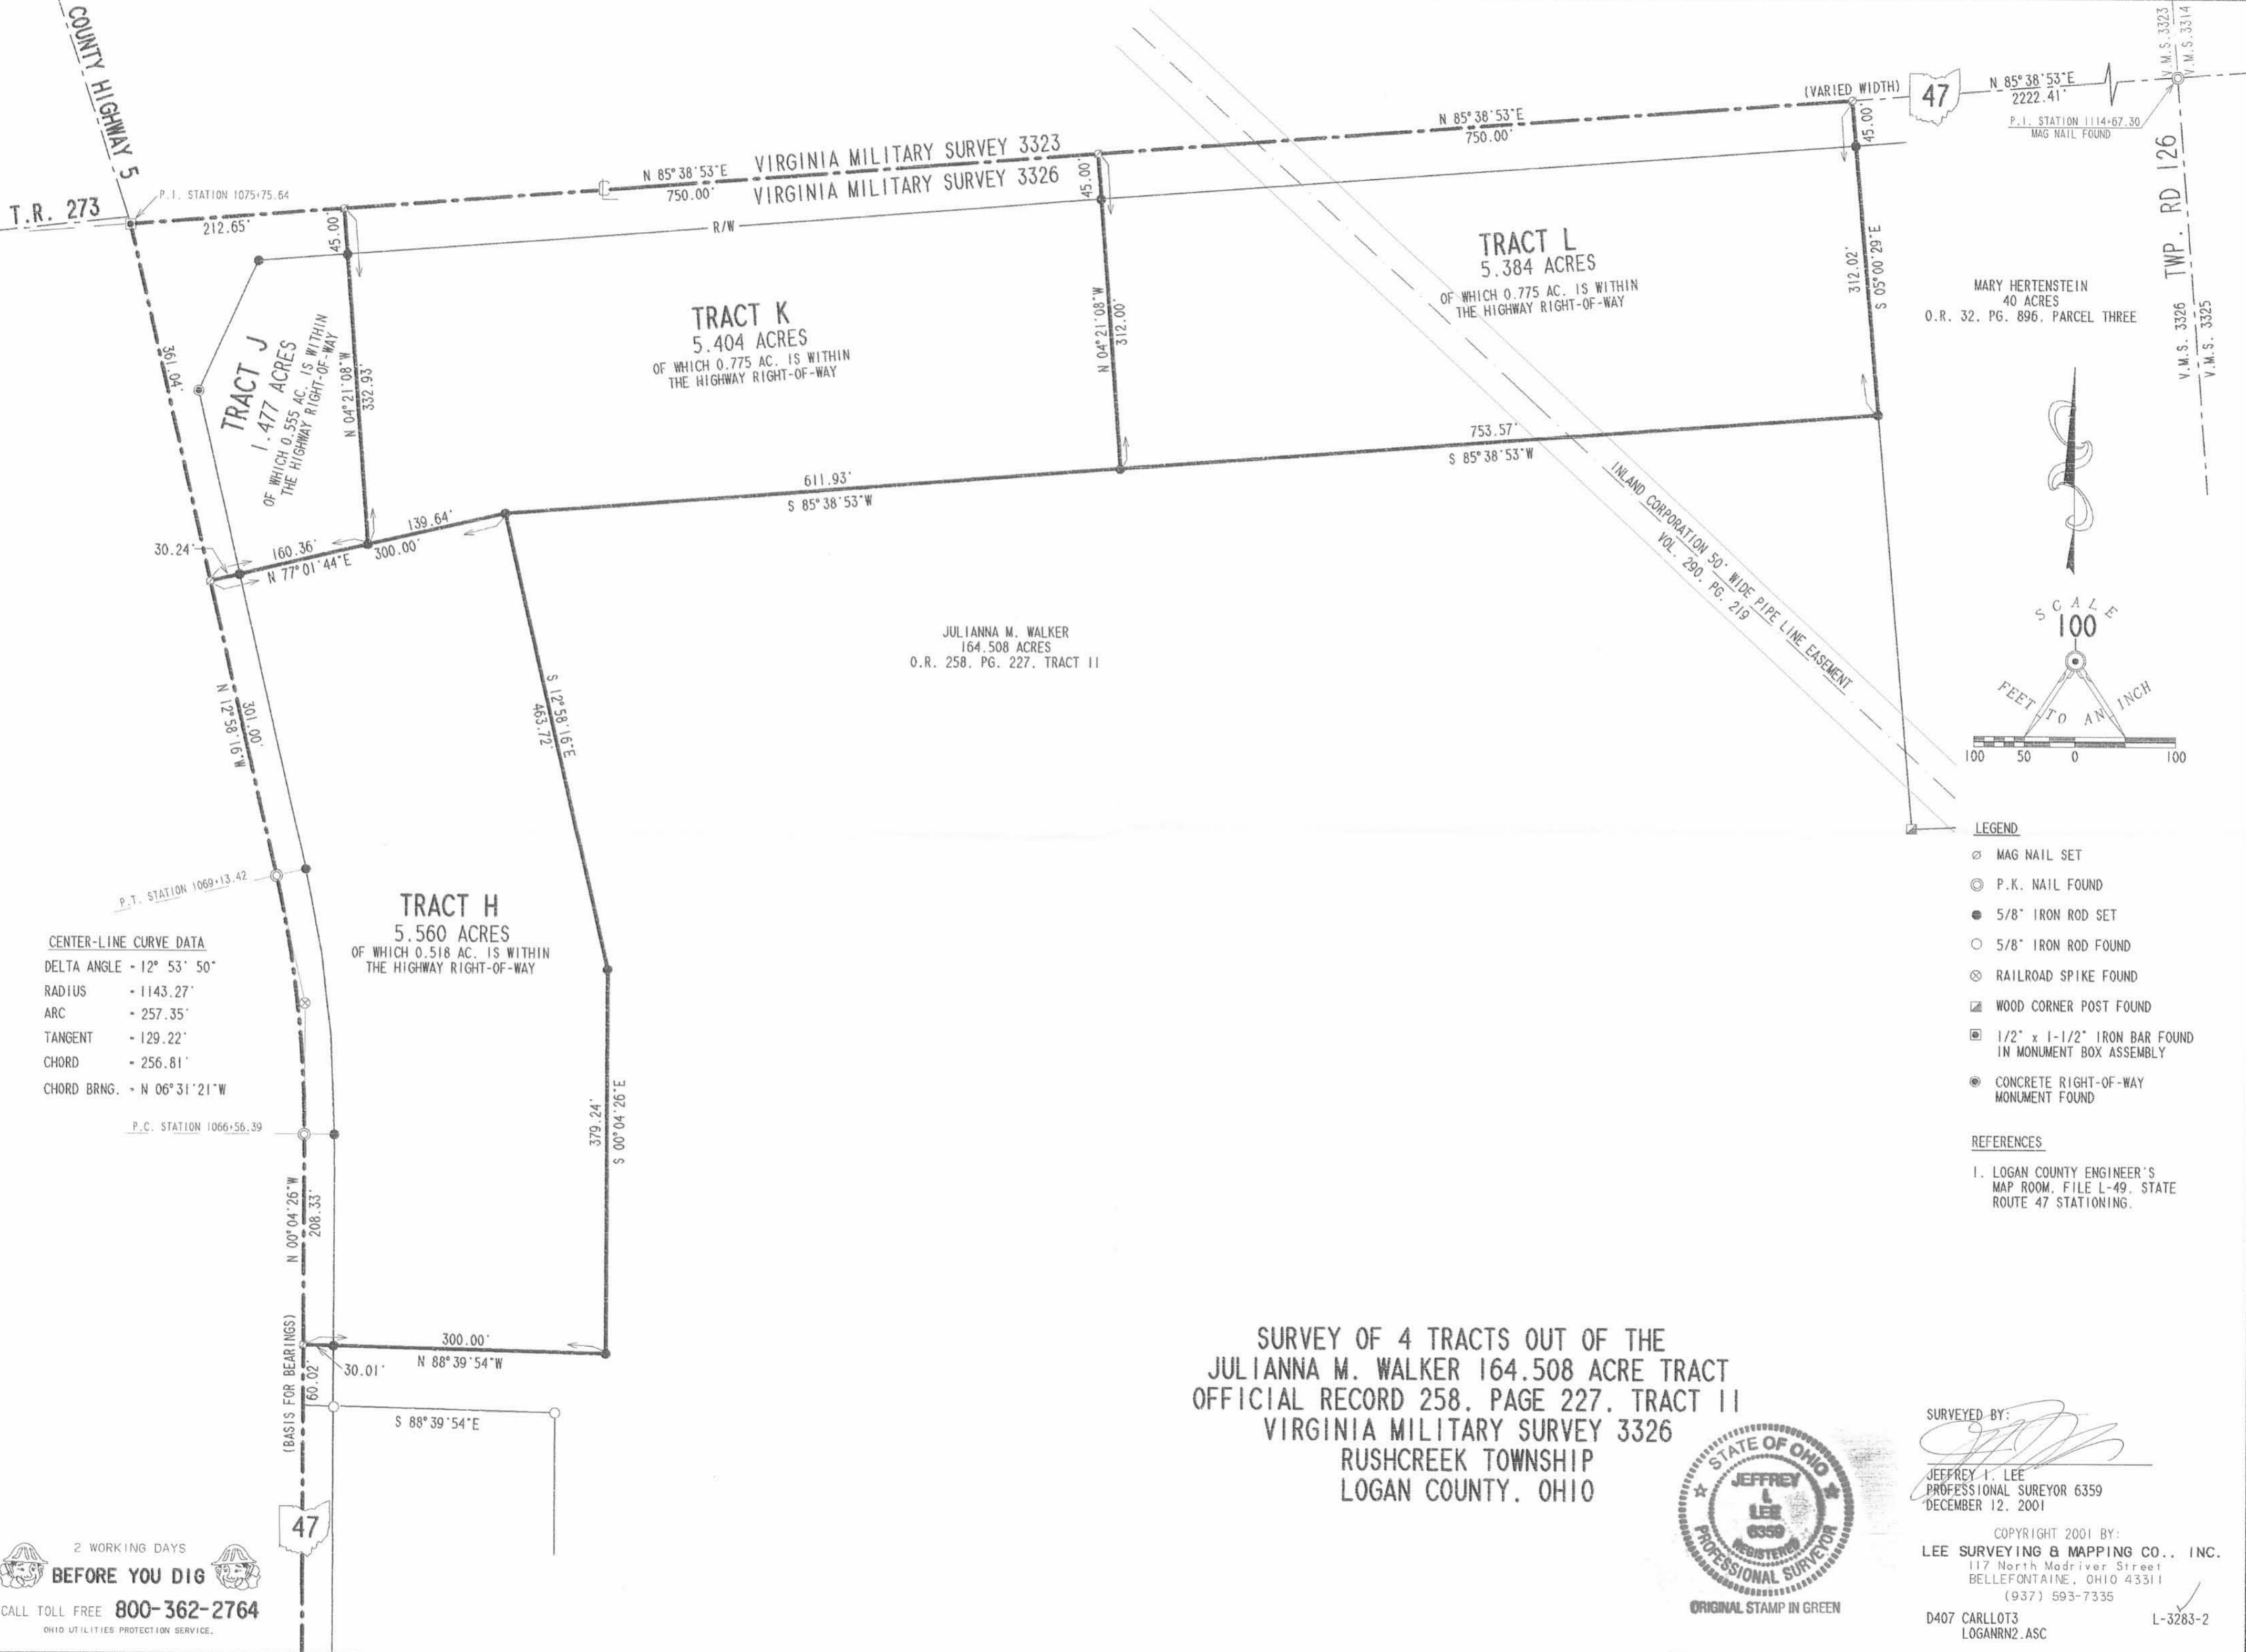 COUNTY HIGHWAY 5
T.R. 273
P.I. STATION 1075+75.64
212.65'
45.00'
N 85°38'53"E
750.00'
VIRGINIA MILITARY SURVEY 3323
VIRGINIA MILITARY SURVEY 3326
R/W
45.00'
N 85°38'53"E
750.00'
(VARIED WIDTH)
47
45.00'
N 85°38'53"E
2222.41'
P.I. STATION 1114+67.30
MAG NAIL FOUND
V.M.S. 3323
V.M.S. 3314
TWP. RD 126
V.M.S. 3326
V.M.S. 3325
361.04'
TRACT J
1.477 ACRES
OF WHICH 0.555 AC. IS WITHIN
THE HIGHWAY RIGHT-OF-WAY
N 04°21'08"W
332.93'
TRACT K
5.404 ACRES
OF WHICH 0.775 AC. IS WITHIN
THE HIGHWAY RIGHT-OF-WAY
N 04°21'08"W
312.00'
TRACT L
5.384 ACRES
OF WHICH 0.775 AC. IS WITHIN
THE HIGHWAY RIGHT-OF-WAY
312.02'
S 05°00'29"E
MARY HERTENSTEIN
40 ACRES
O.R. 32, PG. 896, PARCEL THREE
30.24'
160.36'
N 77°01'44"E
139.64'
300.00'
611.93'
S 85°38'53"W
753.57'
S 85°38'53"W
INLAND CORPORATION 50' WIDE PIPE LINE EASEMENT
VOL. 290, PG. 219
JULIANNA M. WALKER
164.508 ACRES
O.R. 258, PG. 227, TRACT II
SCALE
100
FEET TO AN INCH
100 50 0 100
N 12°58'16"W
301.00'
S 12°58'16"E
463.72'
P.T. STATION 1069+13.42
TRACT H
5.560 ACRES
OF WHICH 0.518 AC. IS WITHIN
THE HIGHWAY RIGHT-OF-WAY
CENTER-LINE CURVE DATA
DELTA ANGLE = 12° 53' 50"
RADIUS = 1143.27'
ARC = 257.35'
TANGENT = 129.22'
CHORD = 256.81'
CHORD BRNG. = N 06°31'21"W
P.C. STATION 1066+56.39
379.24'
S 00°04'26"E
N 00°04'26"W
208.33'
(BASIS FOR BEARINGS)
300.00'
N 88°39'54"W
30.01'
60.02'
S 88°39'54"E
47
LEGEND
MAG NAIL SET
P.K. NAIL FOUND
5/8" IRON ROD SET
5/8" IRON ROD FOUND
RAILROAD SPIKE FOUND
WOOD CORNER POST FOUND
1/2" x 1-1/2" IRON BAR FOUND
IN MONUMENT BOX ASSEMBLY
CONCRETE RIGHT-OF-WAY
MONUMENT FOUND
REFERENCES
1. LOGAN COUNTY ENGINEER'S
MAP ROOM, FILE L-49, STATE
ROUTE 47 STATIONING.
SURVEY OF 4 TRACTS OUT OF THE
JULIANNA M. WALKER 164.508 ACRE TRACT
OFFICIAL RECORD 258, PAGE 227, TRACT II
VIRGINIA MILITARY SURVEY 3326
RUSHCREEK TOWNSHIP
LOGAN COUNTY, OHIO
STATE OF OHIO
JEFFREY
I.
LEE
6359
REGISTERED
PROFESSIONAL SURVEYOR
ORIGINAL STAMP IN GREEN
SURVEYED BY:
JEFFREY I. LEE
PROFESSIONAL SUREYOR 6359
DECEMBER 12, 2001
COPYRIGHT 2001 BY:
LEE SURVEYING & MAPPING CO., INC.
117 North Madriver Street
BELLEFONTAINE, OHIO 43311
(937) 593-7335
D407 CARLLOT3
LOGANRN2.ASC
L-3283-2
2 WORKING DAYS
BEFORE YOU DIG
CALL TOLL FREE 800-362-2764
OHIO UTILITIES PROTECTION SERVICE.